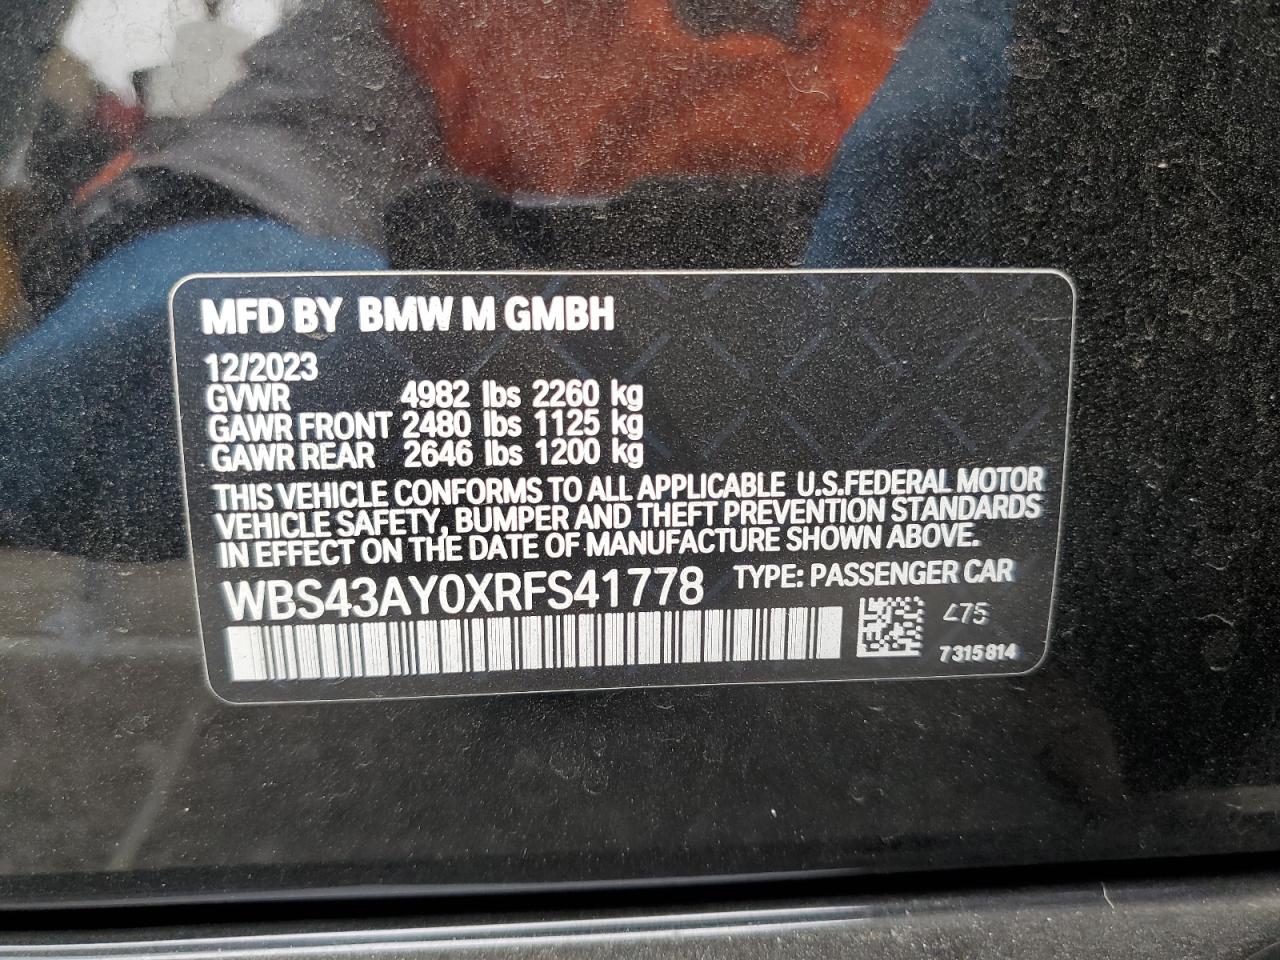 MFD BY BMW M GMBH
12/2023
GVWR 4982 lbs 2260 kg
GAWR FRONT 2480 lbs 1125 kg
GAWR REAR 2646 lbs 1200 kg
THIS VEHICLE CONFORMS TO ALL APPLICABLE U.S.FEDERAL MOTOR
VEHICLE SAFETY, BUMPER AND THEFT PREVENTION STANDARDS
IN EFFECT ON THE DATE OF MANUFACTURE SHOWN ABOVE.
WBS43AY0XRFS41778 TYPE: PASSENGER CAR
475
7315814